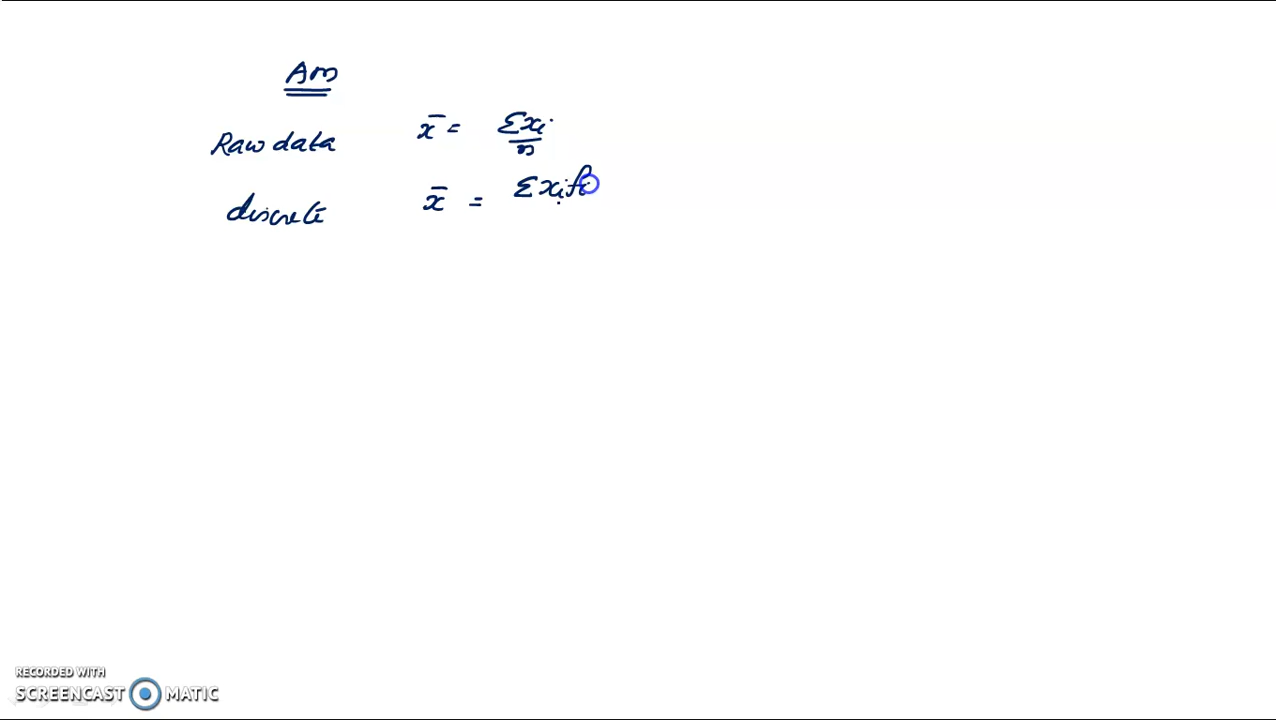 AM
Raw data x̄ = Σxi / n
discrete x̄ = Σxifi
RECORDED WITH
SCREENCAST MATIC